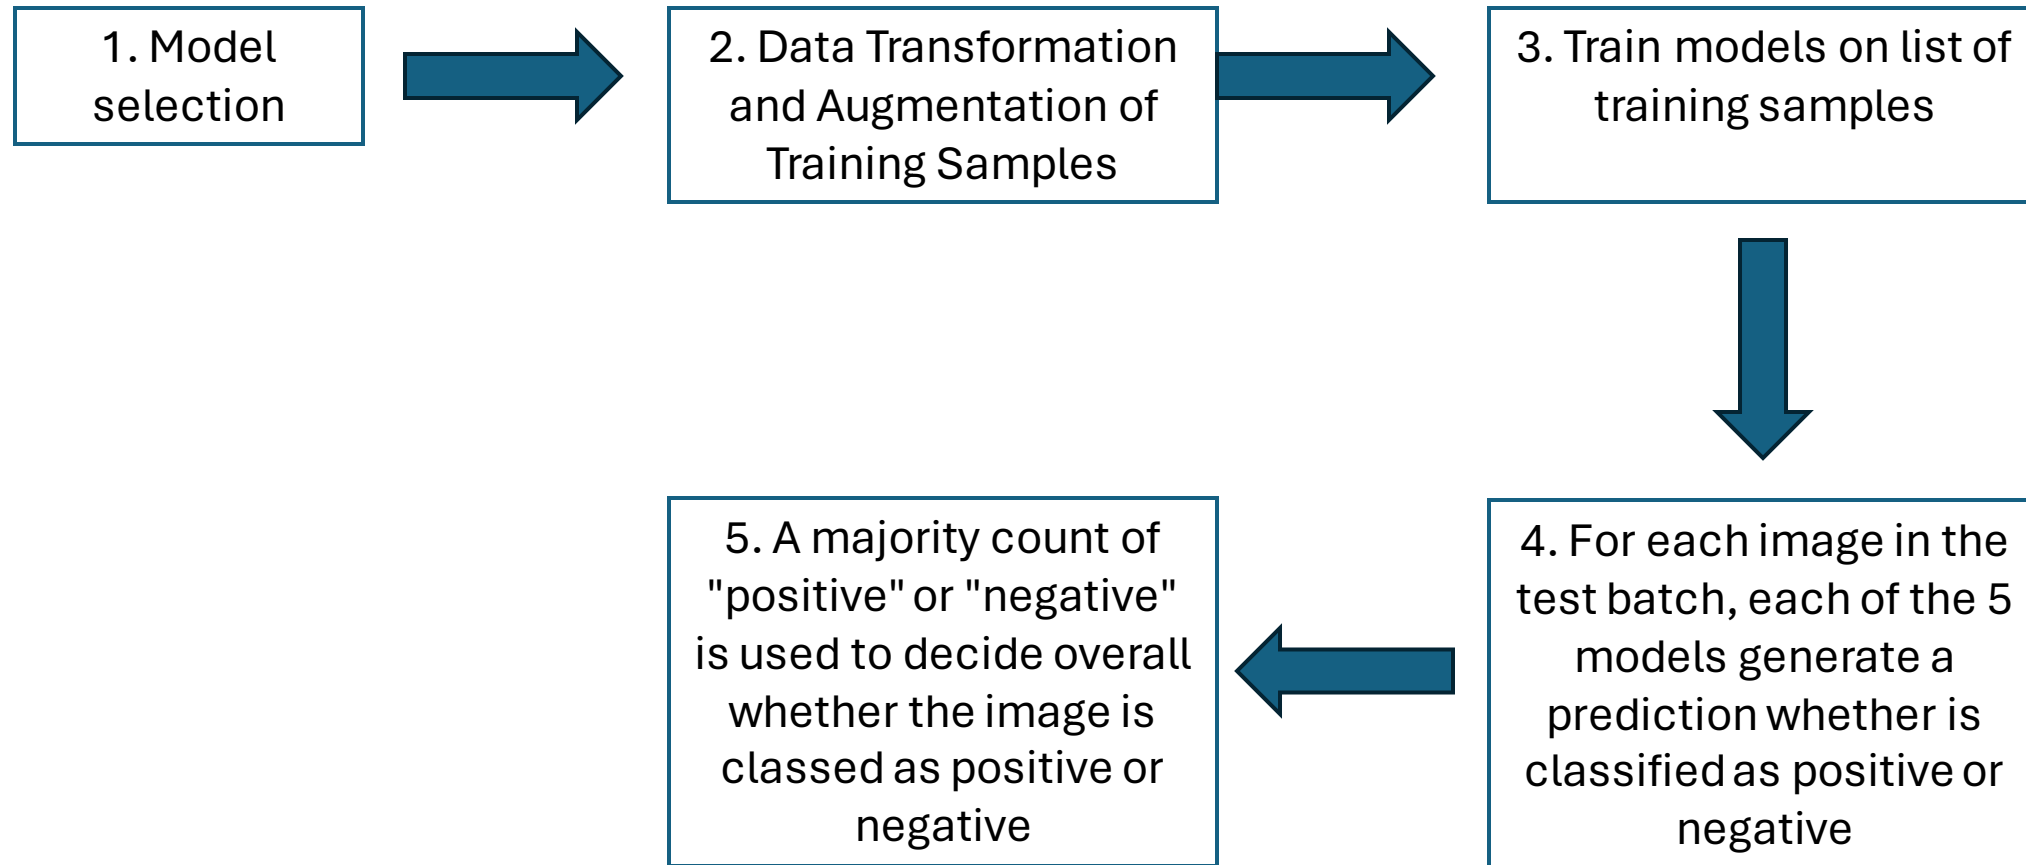 1. Model
selection
2. Data Transformation
and Augmentation of
Training Samples
3. Train models on list of
training samples
4. For each image in the
test batch, each of the 5
models generate a
prediction whether is
classified as positive or
negative
5. A majority count of
"positive" or "negative"
is used to decide overall
whether the image is
classed as positive or
negative